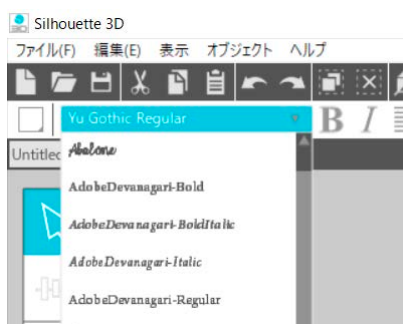 Silhouette 3D
ファイル(F) 編集(E) 表示 オブジェクト ヘルプ
Yu Gothic Regular
B I
Untitled
Abalone
AdobeDevanagari-Bold
AdobeDevanagari-BoldItalic
AdobeDevanagari-Italic
AdobeDevanagari-Regular